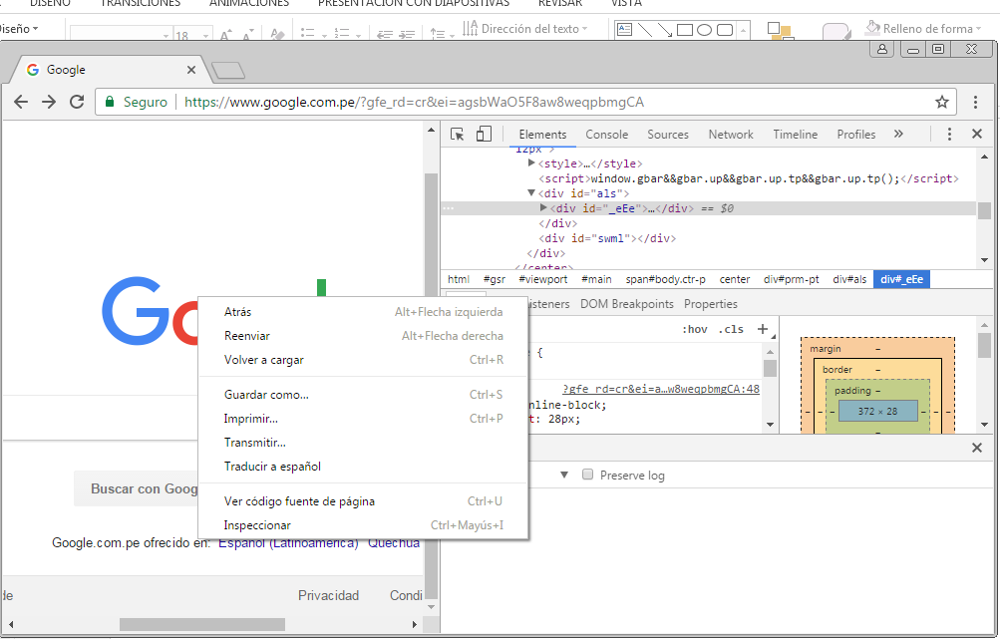 DISEÑO TRANSICIONES ANIMACIONES PRESENTACIÓN CON DIAPOSITIVAS REVISAR VISTA
eño 18 Dirección del texto Relleno de forma
Google
Seguro https://www.google.com.pe/?gfe_rd=cr&ei=agsbWaO5F8aw8weqpbmgCA
Elements Console Sources Network Timeline Profiles »
12px">
<style>…</style>
<script>window.gbar&&gbar.up&&gbar.up.tp&&gbar.up.tp();</script>
<div id="als">
… <div id="_eEe">…</div> == $0
</div>
<div id="swml"></div>
</div>
</center>
html #gsr #viewport #main span#body.ctr-p center div#prm-pt div#als div#_eEe
isteners DOM Breakpoints Properties
:hov .cls +
{
?gfe_rd=cr&ei=a…w8weqpbmgCA:48
nline-block;
t: 28px;
margin –
border –
padding –
– – – 372 × 28 – – –
–
Preserve log
Go
Atrás Alt+Flecha izquierda
Reenviar Alt+Flecha derecha
Volver a cargar Ctrl+R
Guardar como... Ctrl+S
Imprimir... Ctrl+P
Transmitir...
Traducir a español
Ver código fuente de página Ctrl+U
Inspeccionar Ctrl+Mayús+I
Buscar con Goog
Google.com.pe ofrecido en: Español (Latinoamérica) Quechua
de Privacidad Condi